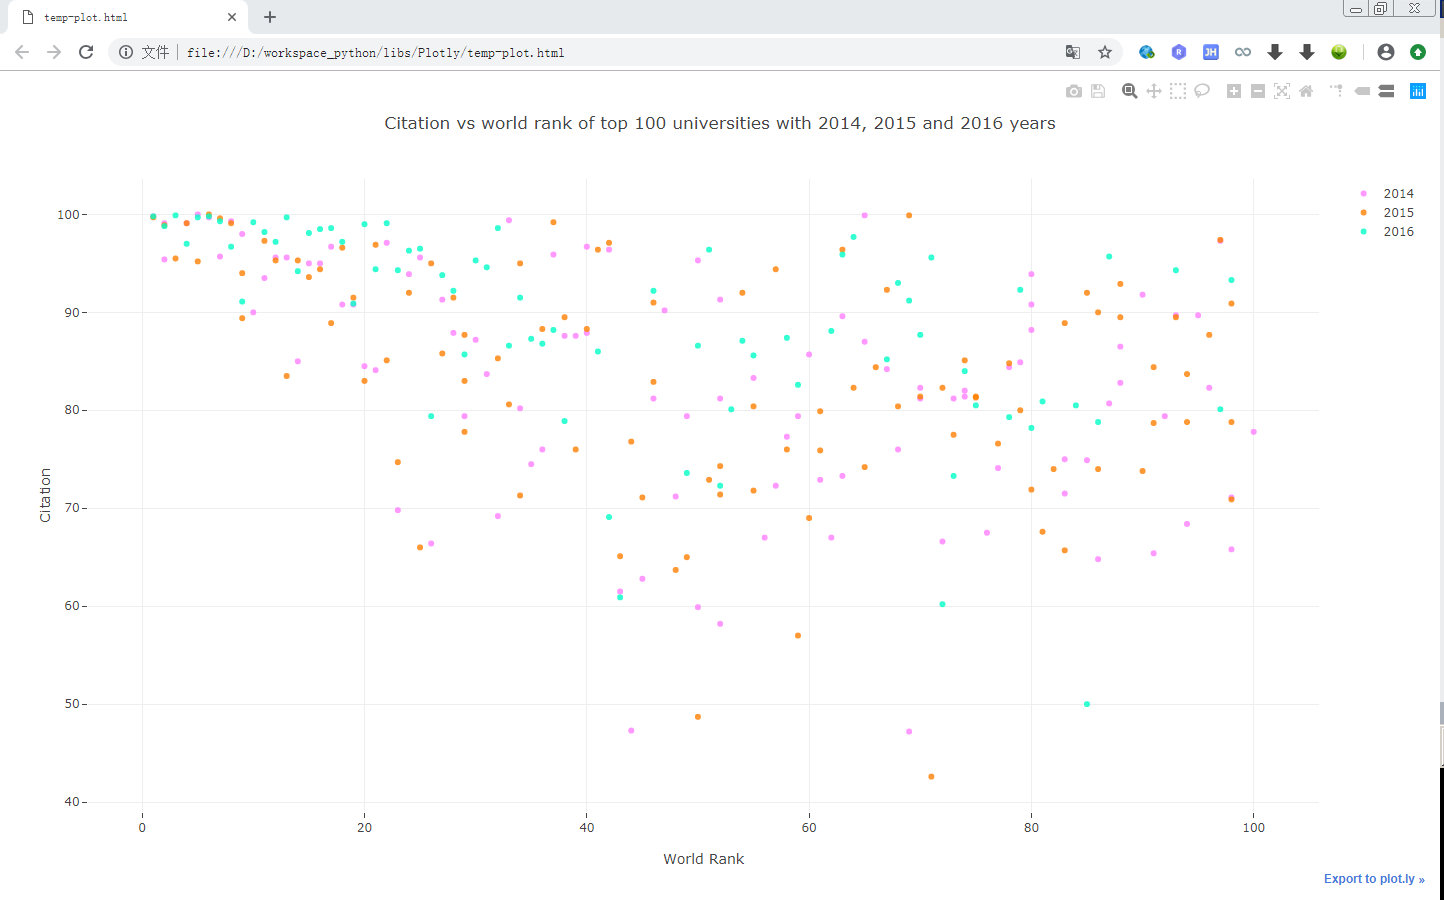 temp-plot.html
文件 file:///D:/workspace_python/libs/Plotly/temp-plot.html
R
JH
Citation vs world rank of top 100 universities with 2014, 2015 and 2016 years
2014
2015
2016
100
90
80
70
60
50
40
Citation
0 20 40 60 80 100
World Rank
Export to plot.ly »